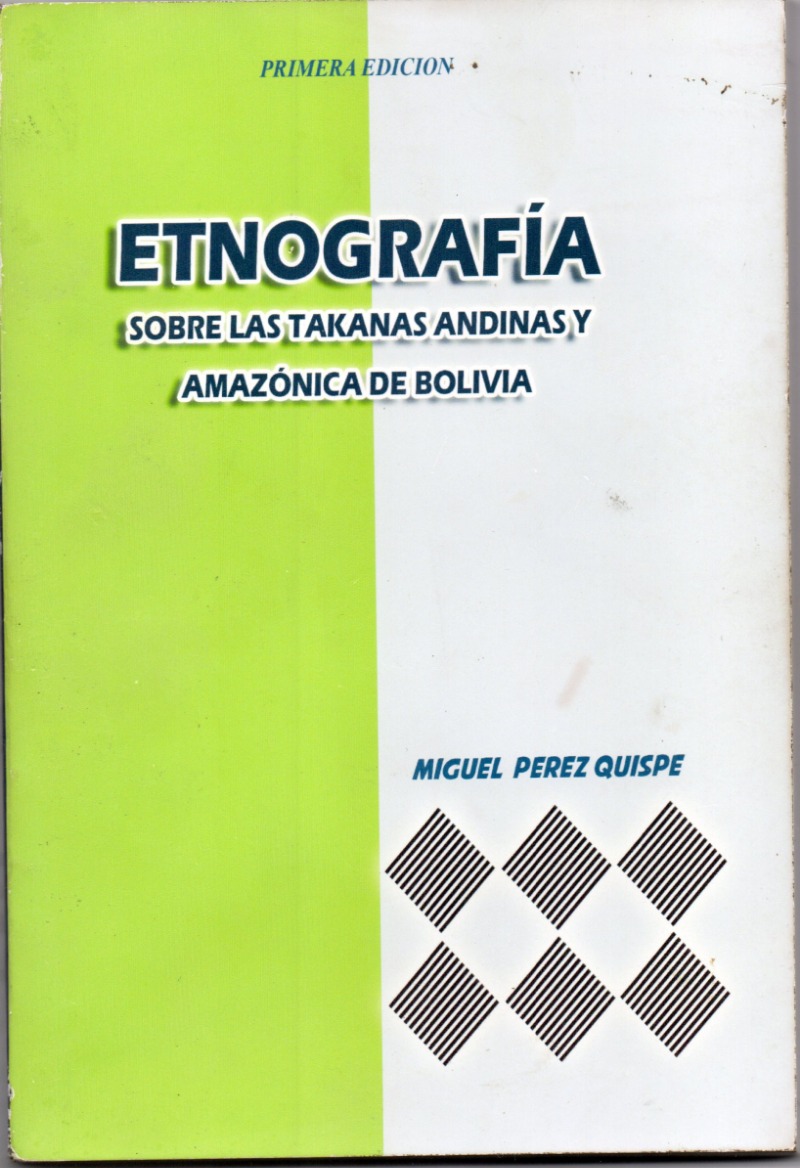 PRIMERA EDICION
ETNOGRAFÍA
SOBRE LAS TAKANAS ANDINAS Y
AMAZÓNICA DE BOLIVIA
MIGUEL PEREZ QUISPE